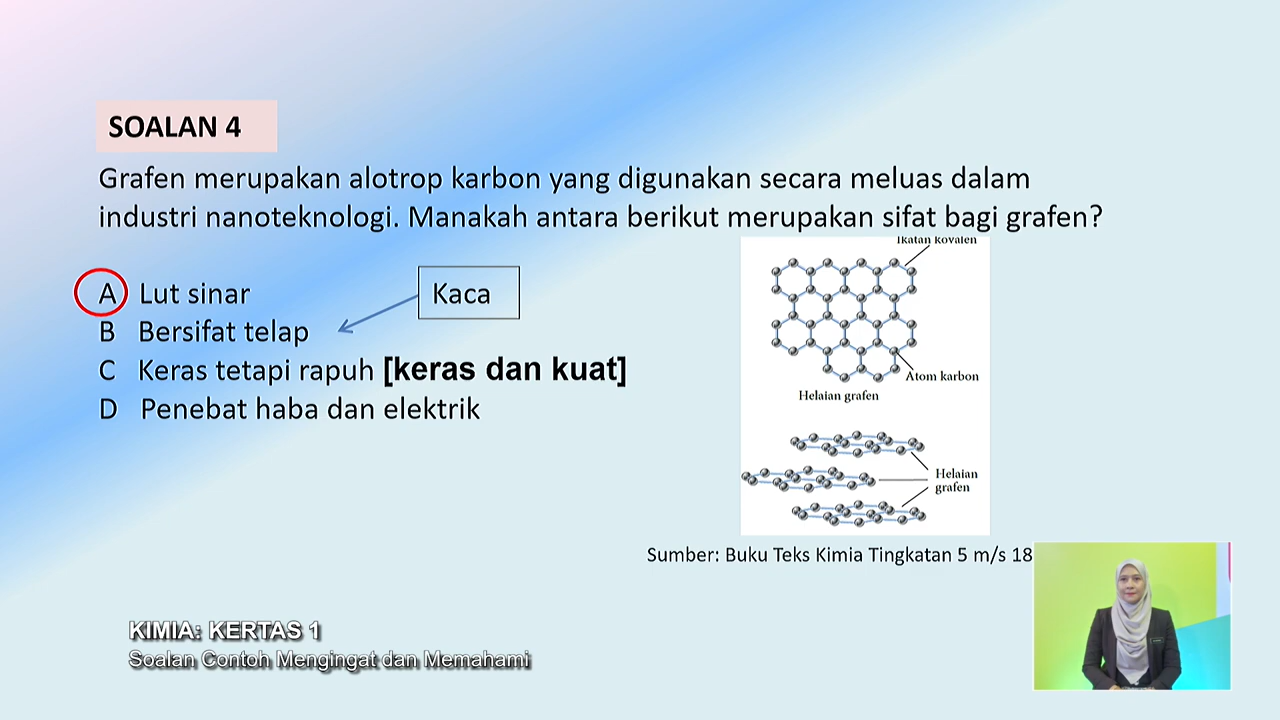 SOALAN 4
Grafen merupakan alotrop karbon yang digunakan secara meluas dalam
industri nanoteknologi. Manakah antara berikut merupakan sifat bagi grafen?
A Lut sinar
Kaca
B Bersifat telap
C Keras tetapi rapuh [keras dan kuat]
D Penebat haba dan elektrik
Ikatan kovalen
Atom karbon
Helaian grafen
Helaian
grafen
Sumber: Buku Teks Kimia Tingkatan 5 m/s 18
KIMIA: KERTAS 1
Soalan Contoh Mengingat dan Memahami